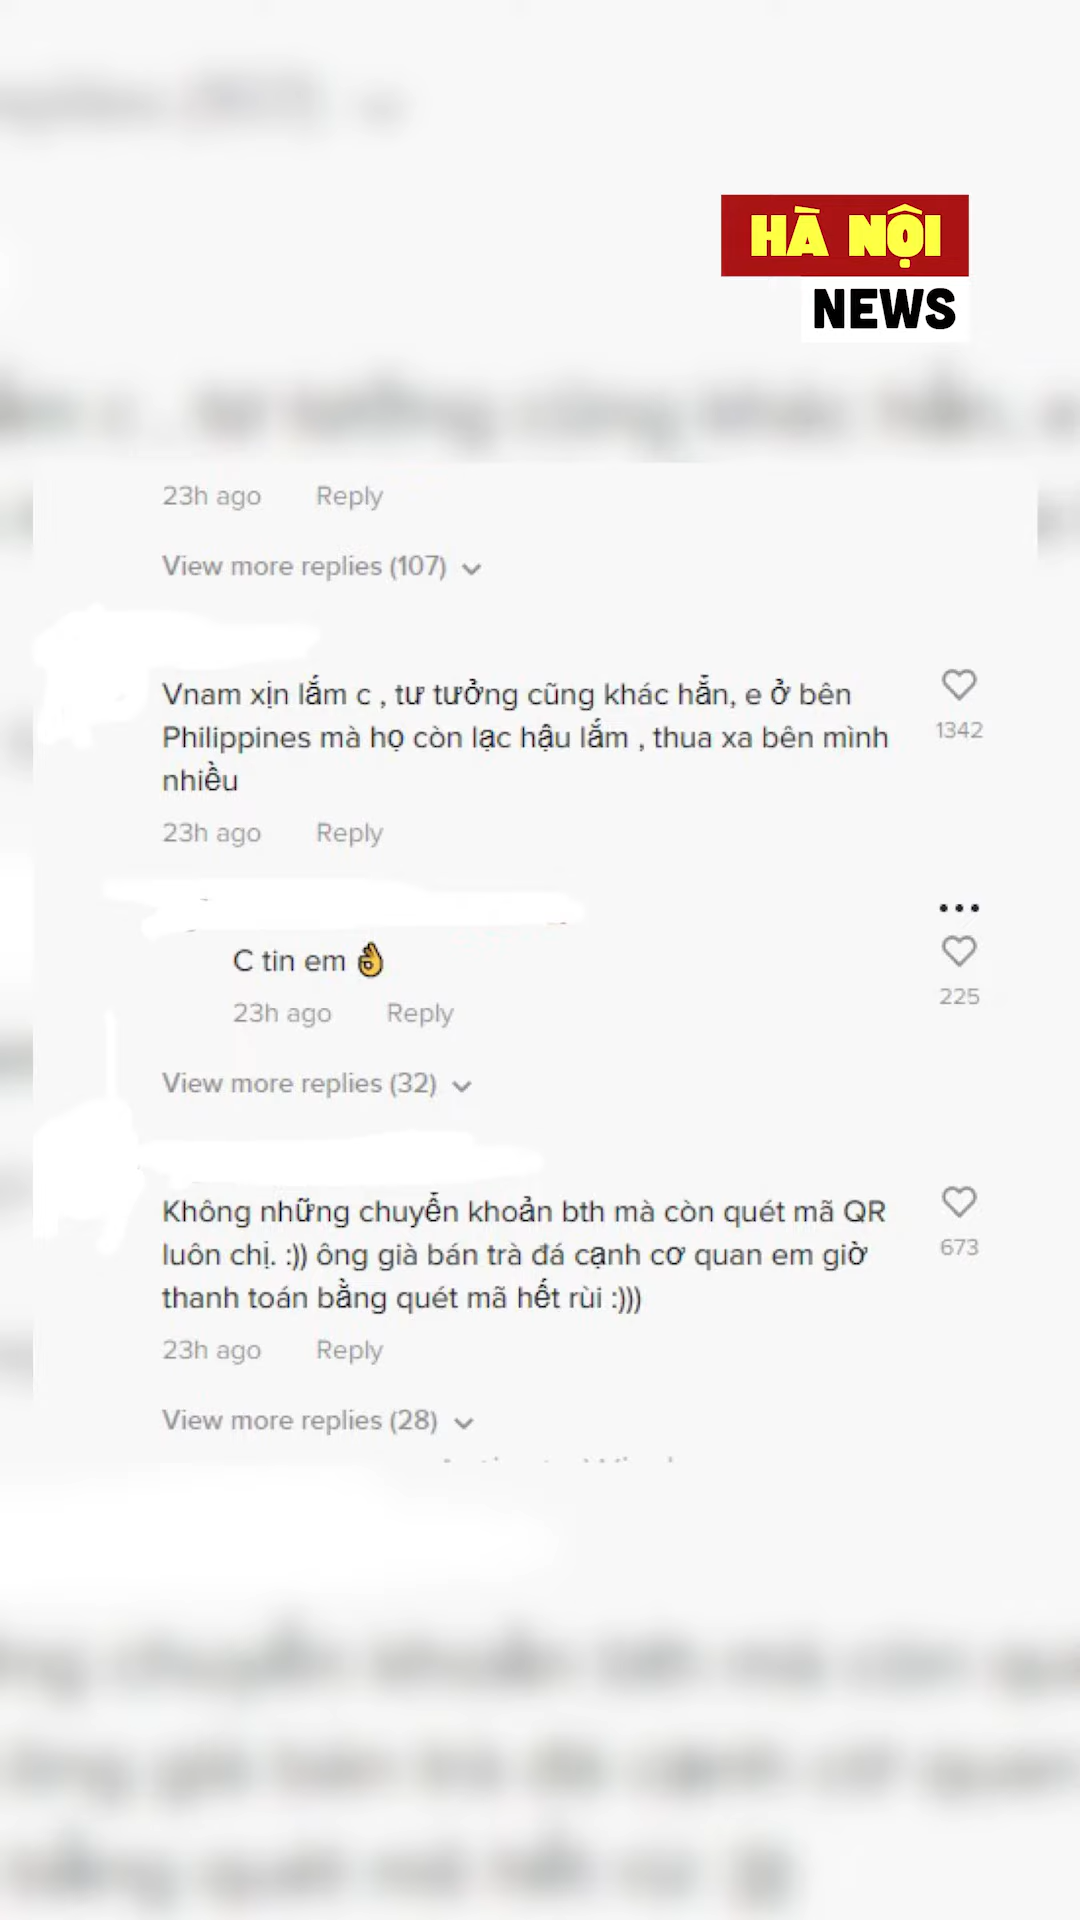 HÀ NỘI
NEWS
23h ago Reply
View more replies (107)
Vnam xịn lắm c , tư tưởng cũng khác hẳn, e ở bên
Philippines mà họ còn lạc hậu lắm , thua xa bên mình
nhiều
1342
23h ago Reply
C tin em 👌
225
23h ago Reply
View more replies (32)
Không những chuyển khoản bth mà còn quét mã QR
luôn chị. :)) ông già bán trà đá cạnh cơ quan em giờ
thanh toán bằng quét mã hết rùi :)))
673
23h ago Reply
View more replies (28)